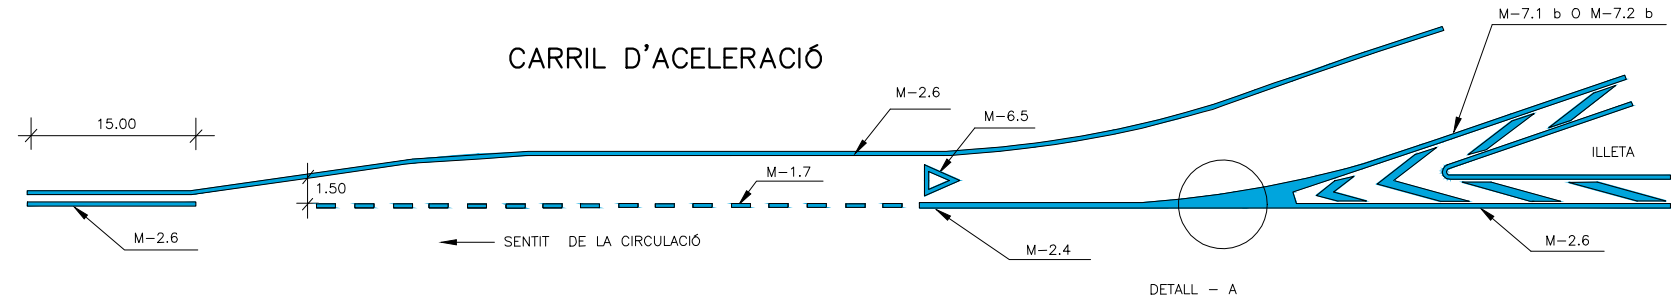 M-7.1 b O M-7.2 b
CARRIL D'ACELERACIÓ
M-2.6
15.00
M-6.5
ILLETA
M-1.7
1.50
M-2.6
SENTIT DE LA CIRCULACIÓ
M-2.4
M-2.6
DETALL - A